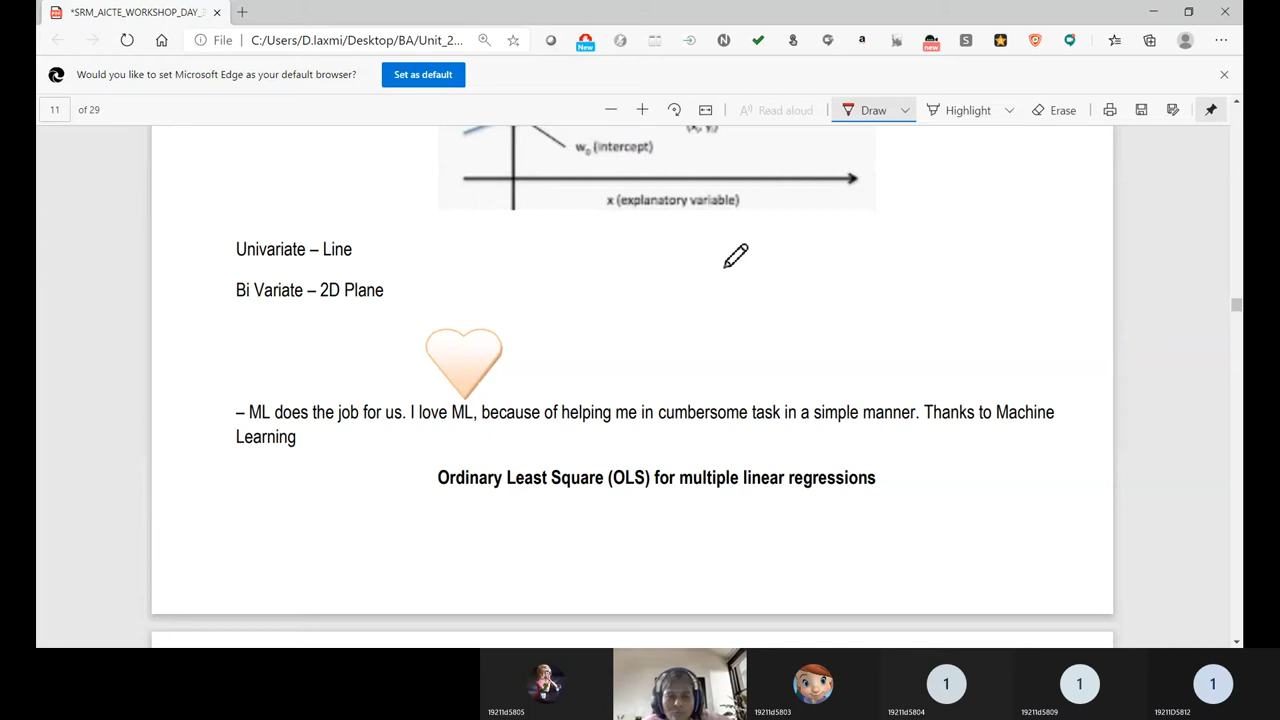 *SRM_AICTE_WORKSHOP_DAY_
File
C:/Users/D.laxmi/Desktop/BA/Unit_2...
New
new
Would you like to set Microsoft Edge as your default browser?
Set as default
11 of 29
Read aloud
Draw
Highlight
Erase
w0 (intercept)
x (explanatory variable)
Univariate – Line
Bi Variate – 2D Plane
– ML does the job for us. I love ML, because of helping me in cumbersome task in a simple manner. Thanks to Machine
Learning
Ordinary Least Square (OLS) for multiple linear regressions
1 1 1
19211d5805 19211d5803 19211d5804 19211d5809 19211D5812